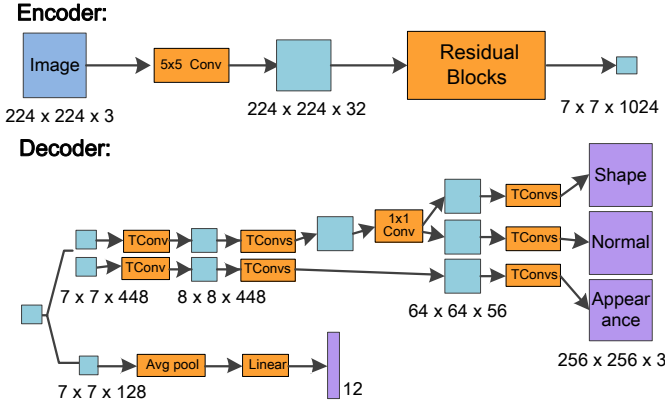 Encoder:
Image
5x5 Conv
Residual
Blocks
224 x 224 x 3
224 x 224 x 32
7 x 7 x 1024
Decoder:
TConv
TConvs
1x1
Conv
TConvs
Shape
TConvs
Normal
TConv
TConvs
TConvs
Appear
ance
7 x 7 x 448
8 x 8 x 448
64 x 64 x 56
256 x 256 x 3
Avg pool
Linear
7 x 7 x 128
12